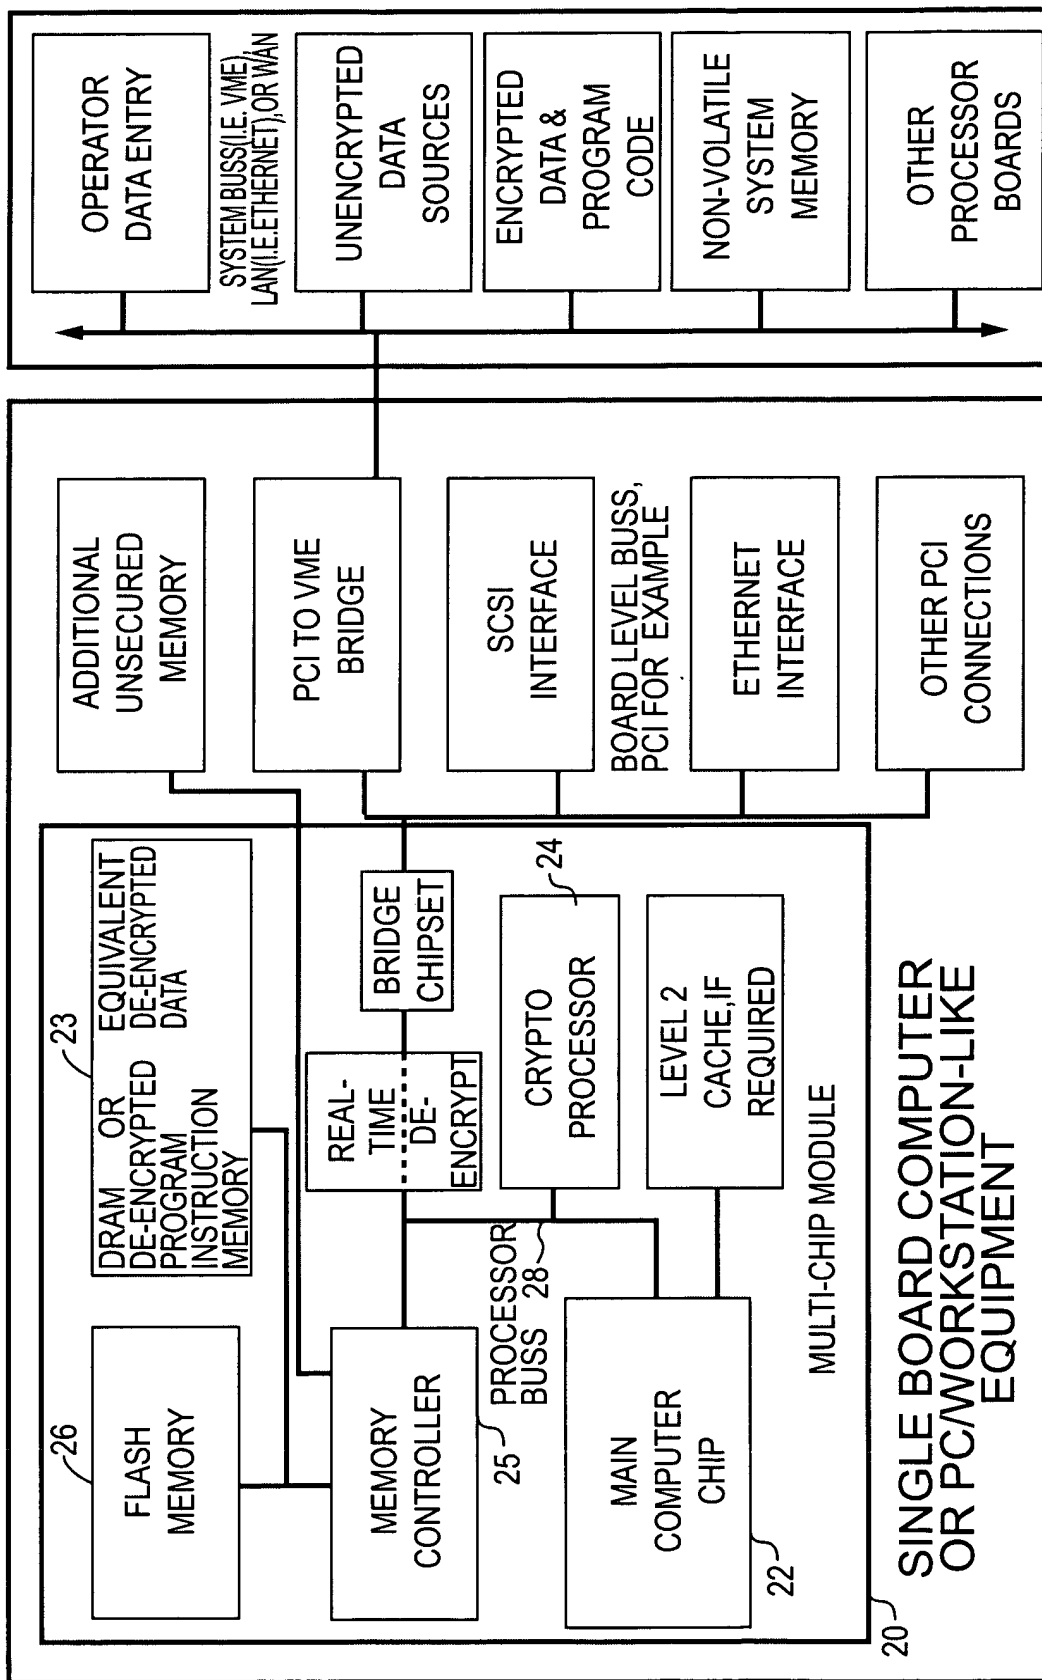 26
FLASH
MEMORY
23
DRAM OR
DE-ENCRYPTED
PROGRAM
INSTRUCTION
MEMORY
EQUIVALENT
DE-ENCRYPTED
DATA
ADDITIONAL
UNSECURED
MEMORY
OPERATOR
DATA ENTRY
SYSTEM BUSS(I.E. VME),
LAN(I.E.ETHERNET),OR WAN
MEMORY
CONTROLLER
25
PROCESSOR
BUSS 28
REAL-
TIME
DE-
ENCRYPT
BRIDGE
CHIPSET
PCI TO VME
BRIDGE
UNENCRYPTED
DATA
SOURCES
MAIN
COMPUTER
CHIP
22
CRYPTO
PROCESSOR
24
SCSI
INTERFACE
ENCRYPTED
DATA &
PROGRAM
CODE
LEVEL 2
CACHE,IF
REQUIRED
BOARD LEVEL BUSS,
PCI FOR EXAMPLE
ETHERNET
INTERFACE
NON-VOLATILE
SYSTEM
MEMORY
MULTI-CHIP MODULE
20
OTHER PCI
CONNECTIONS
OTHER
PROCESSOR
BOARDS
SINGLE BOARD COMPUTER
OR PC/WORKSTATION-LIKE
EQUIPMENT